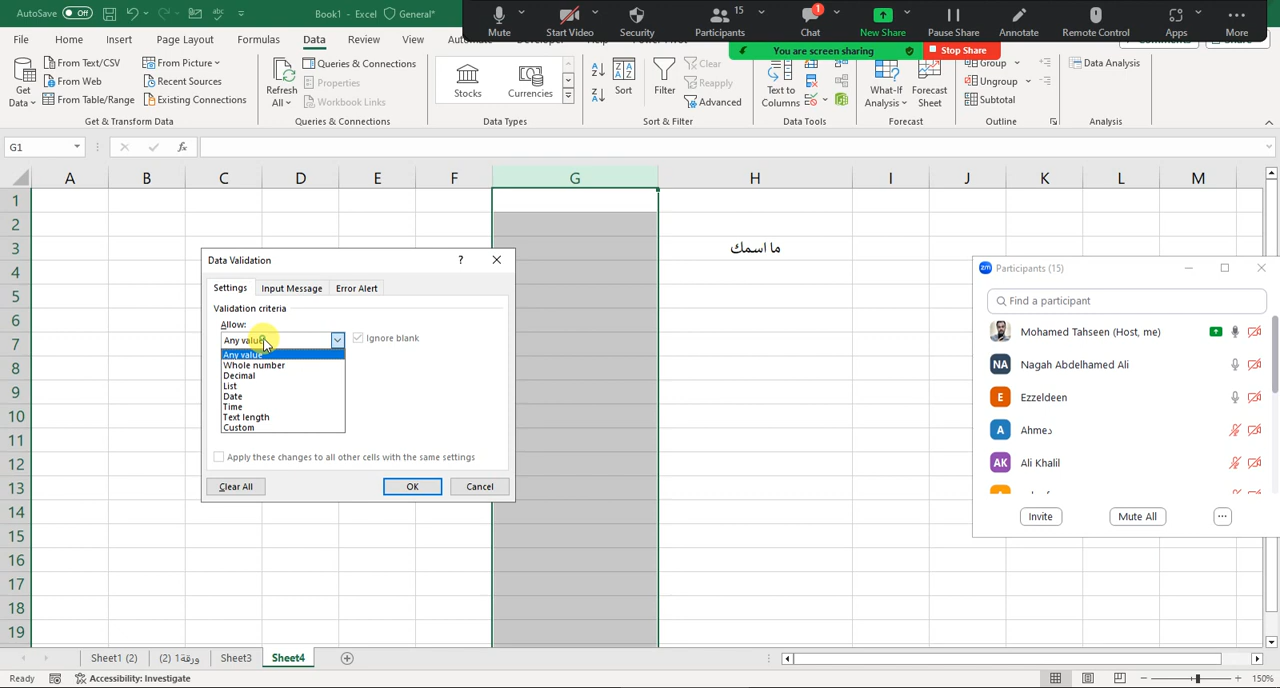 AutoSave Off
Book1 - Excel General*
Mute Start Video Security Participants 15 Chat 1 New Share Pause Share Annotate Remote Control Apps More
You are screen sharing Stop Share
File Home Insert Page Layout Formulas Data Review View
Get Data
From Text/CSV
From Web
From Table/Range
From Picture
Recent Sources
Existing Connections
Get & Transform Data
Refresh All
Queries & Connections
Properties
Workbook Links
Queries & Connections
Stocks Currencies
Data Types
Sort Filter
Clear
Reapply
Advanced
Sort & Filter
Text to Columns
Data Tools
What-If Analysis
Forecast Sheet
Forecast
Group
Ungroup
Subtotal
Outline
Data Analysis
Analysis
G1
fx
A B C D E F G H I J K L M
1
2
3
ما اسمك
4
5
6
7
8
9
10
11
12
13
14
15
16
17
18
19
Data Validation ?
Settings Input Message Error Alert
Validation criteria
Allow:
Any value Ignore blank
Any value
Whole number
Decimal
List
Date
Time
Text length
Custom
Apply these changes to all other cells with the same settings
Clear All OK Cancel
zm Participants (15)
Find a participant
Mohamed Tahseen (Host, me)
NA Nagah Abdelhamed Ali
E Ezzeldeen
A Ahmeد
AK Ali Khalil
Invite Mute All ...
Sheet1 (2) ورقة1 (2) Sheet3 Sheet4
Ready Accessibility: Investigate 150%